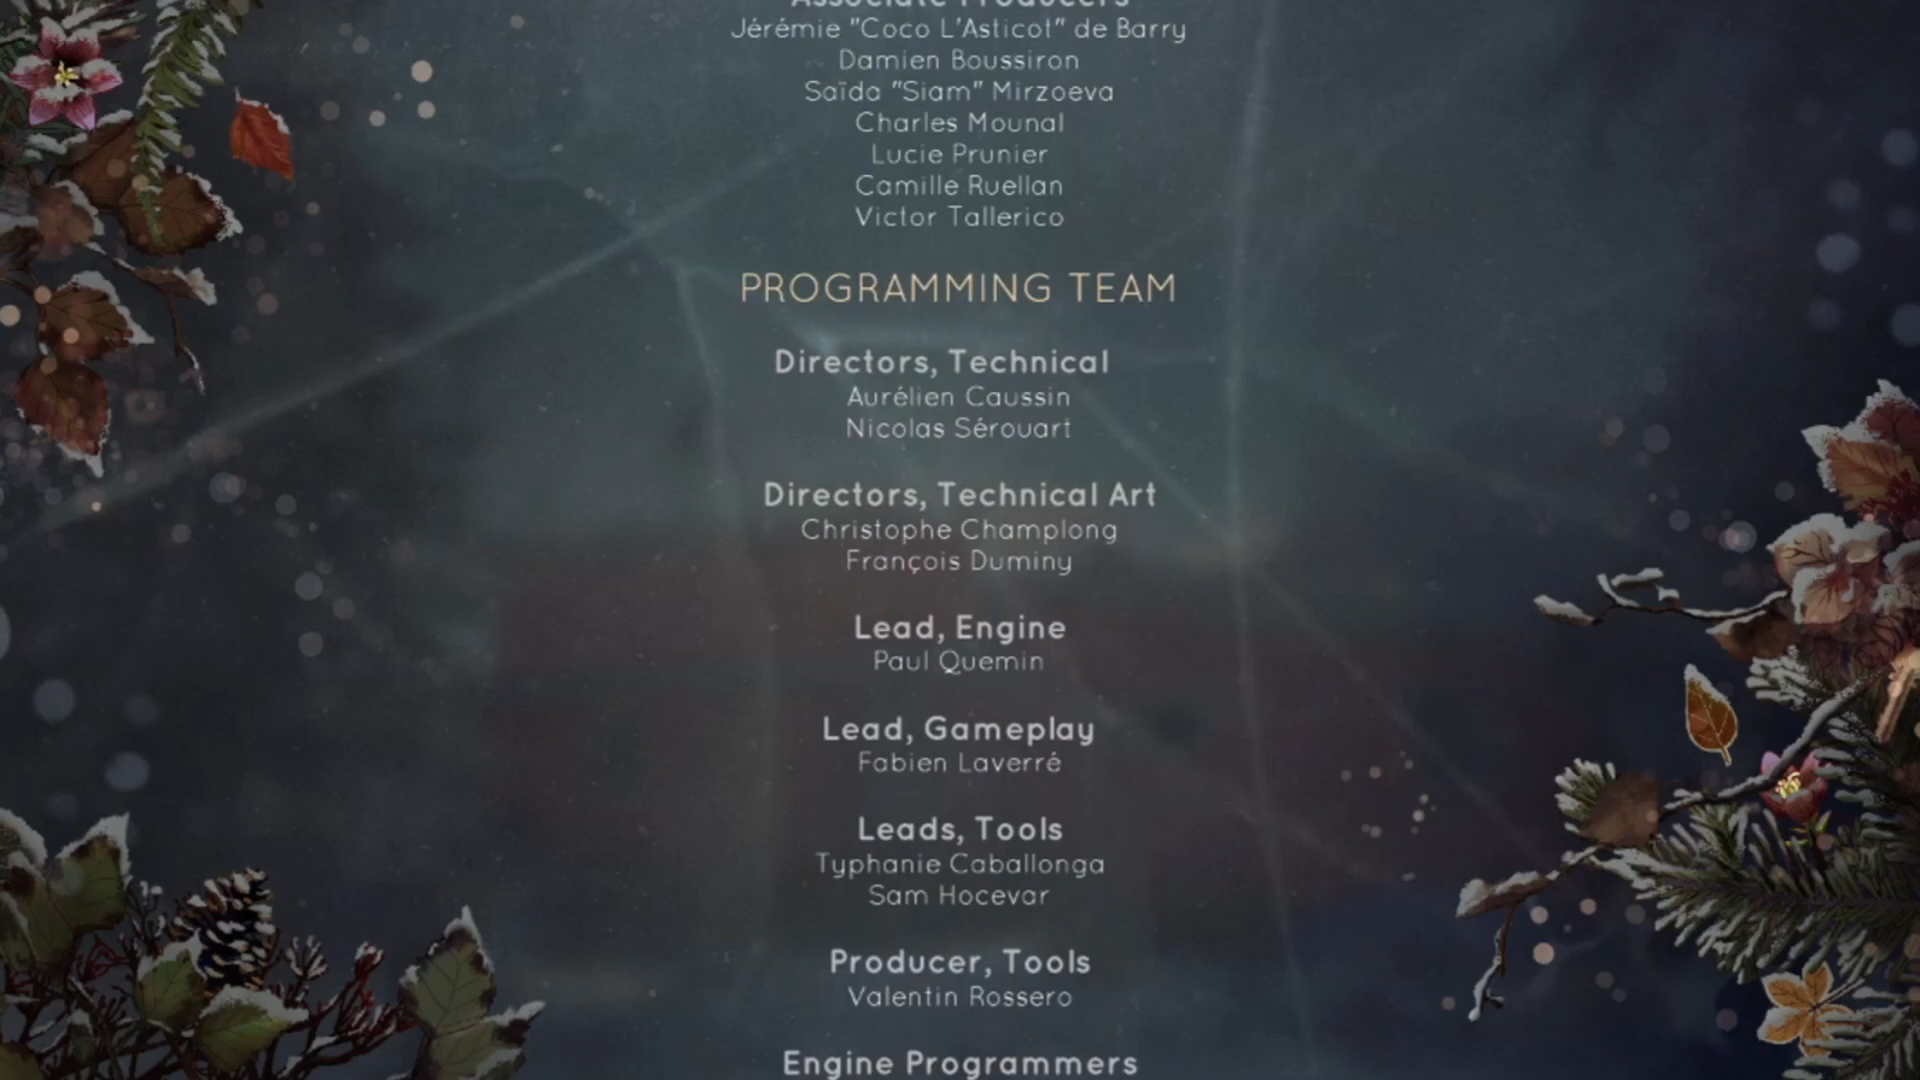 Associate Producers
Jérémie "Coco L'Asticot" de Barry
Damien Boussiron
Saïda "Siam" Mirzoeva
Charles Mounal
Lucie Prunier
Camille Ruellan
Victor Tallerico
PROGRAMMING TEAM
Directors, Technical
Aurélien Caussin
Nicolas Sérouart
Directors, Technical Art
Christophe Champlong
François Duminy
Lead, Engine
Paul Quemin
Lead, Gameplay
Fabien Laverré
Leads, Tools
Typhanie Caballonga
Sam Hocevar
Producer, Tools
Valentin Rossero
Engine Programmers